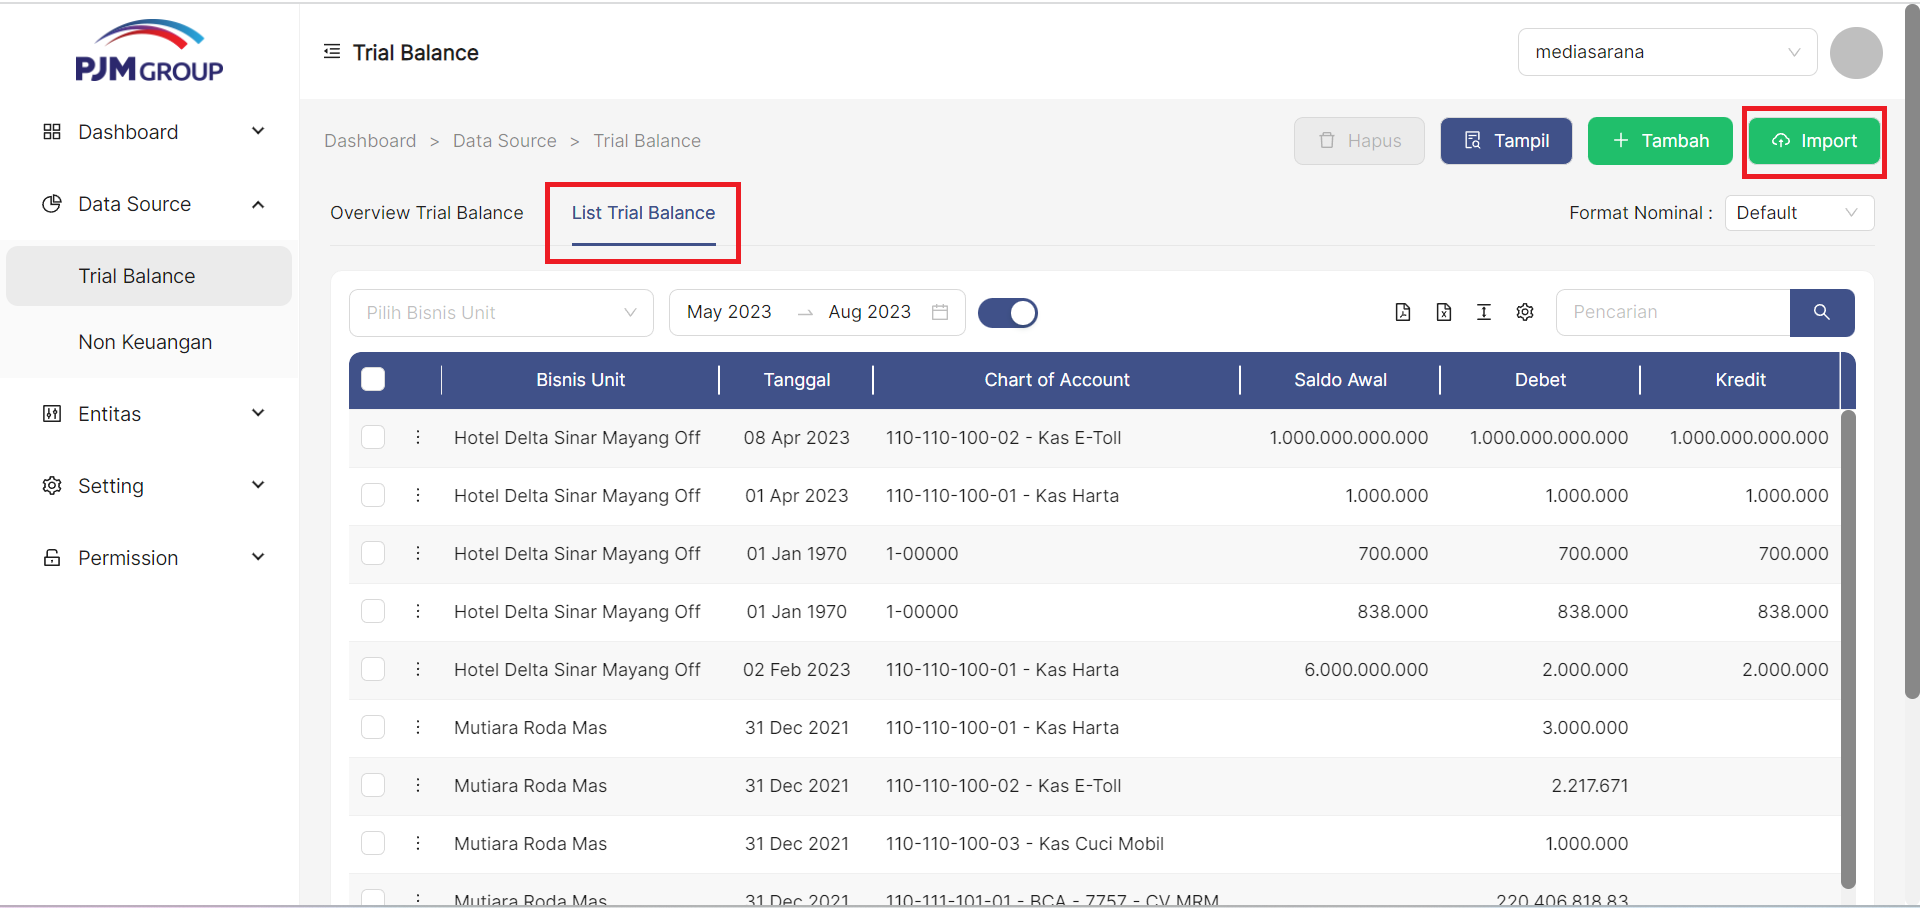 PJM GROUP
Trial Balance
mediasarana
Dashboard
Data Source
Trial Balance
Non Keuangan
Entitas
Setting
Permission
Dashboard > Data Source > Trial Balance
Hapus
Tampil
+ Tambah
Import
Overview Trial Balance
List Trial Balance
Format Nominal : Default
Pilih Bisnis Unit
May 2023 → Aug 2023
Pencarian
Bisnis Unit Tanggal Chart of Account Saldo Awal Debet Kredit
Hotel Delta Sinar Mayang Off 08 Apr 2023 110-110-100-02 - Kas E-Toll 1.000.000.000.000 1.000.000.000.000 1.000.000.000.000
Hotel Delta Sinar Mayang Off 01 Apr 2023 110-110-100-01 - Kas Harta 1.000.000 1.000.000 1.000.000
Hotel Delta Sinar Mayang Off 01 Jan 1970 1-00000 700.000 700.000 700.000
Hotel Delta Sinar Mayang Off 01 Jan 1970 1-00000 838.000 838.000 838.000
Hotel Delta Sinar Mayang Off 02 Feb 2023 110-110-100-01 - Kas Harta 6.000.000.000 2.000.000 2.000.000
Mutiara Roda Mas 31 Dec 2021 110-110-100-01 - Kas Harta 3.000.000
Mutiara Roda Mas 31 Dec 2021 110-110-100-02 - Kas E-Toll 2.217.671
Mutiara Roda Mas 31 Dec 2021 110-110-100-03 - Kas Cuci Mobil 1.000.000
Mutiara Roda Mas 31 Dec 2021 110-111-101-01 - BCA - 7757 - CV MRM 220.406.818,83